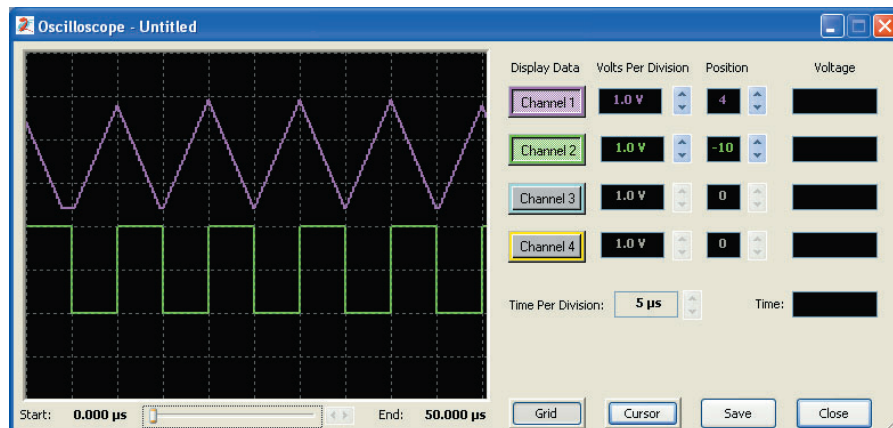 Oscilloscope - Untitled
Display Data Volts Per Division Position Voltage
Channel 1 1.0 V 4
Channel 2 1.0 V -10
Channel 3 1.0 V 0
Channel 4 1.0 V 0
Time Per Division: 5 µs Time:
Start: 0.000 µs End: 50.000 µs Grid Cursor Save Close